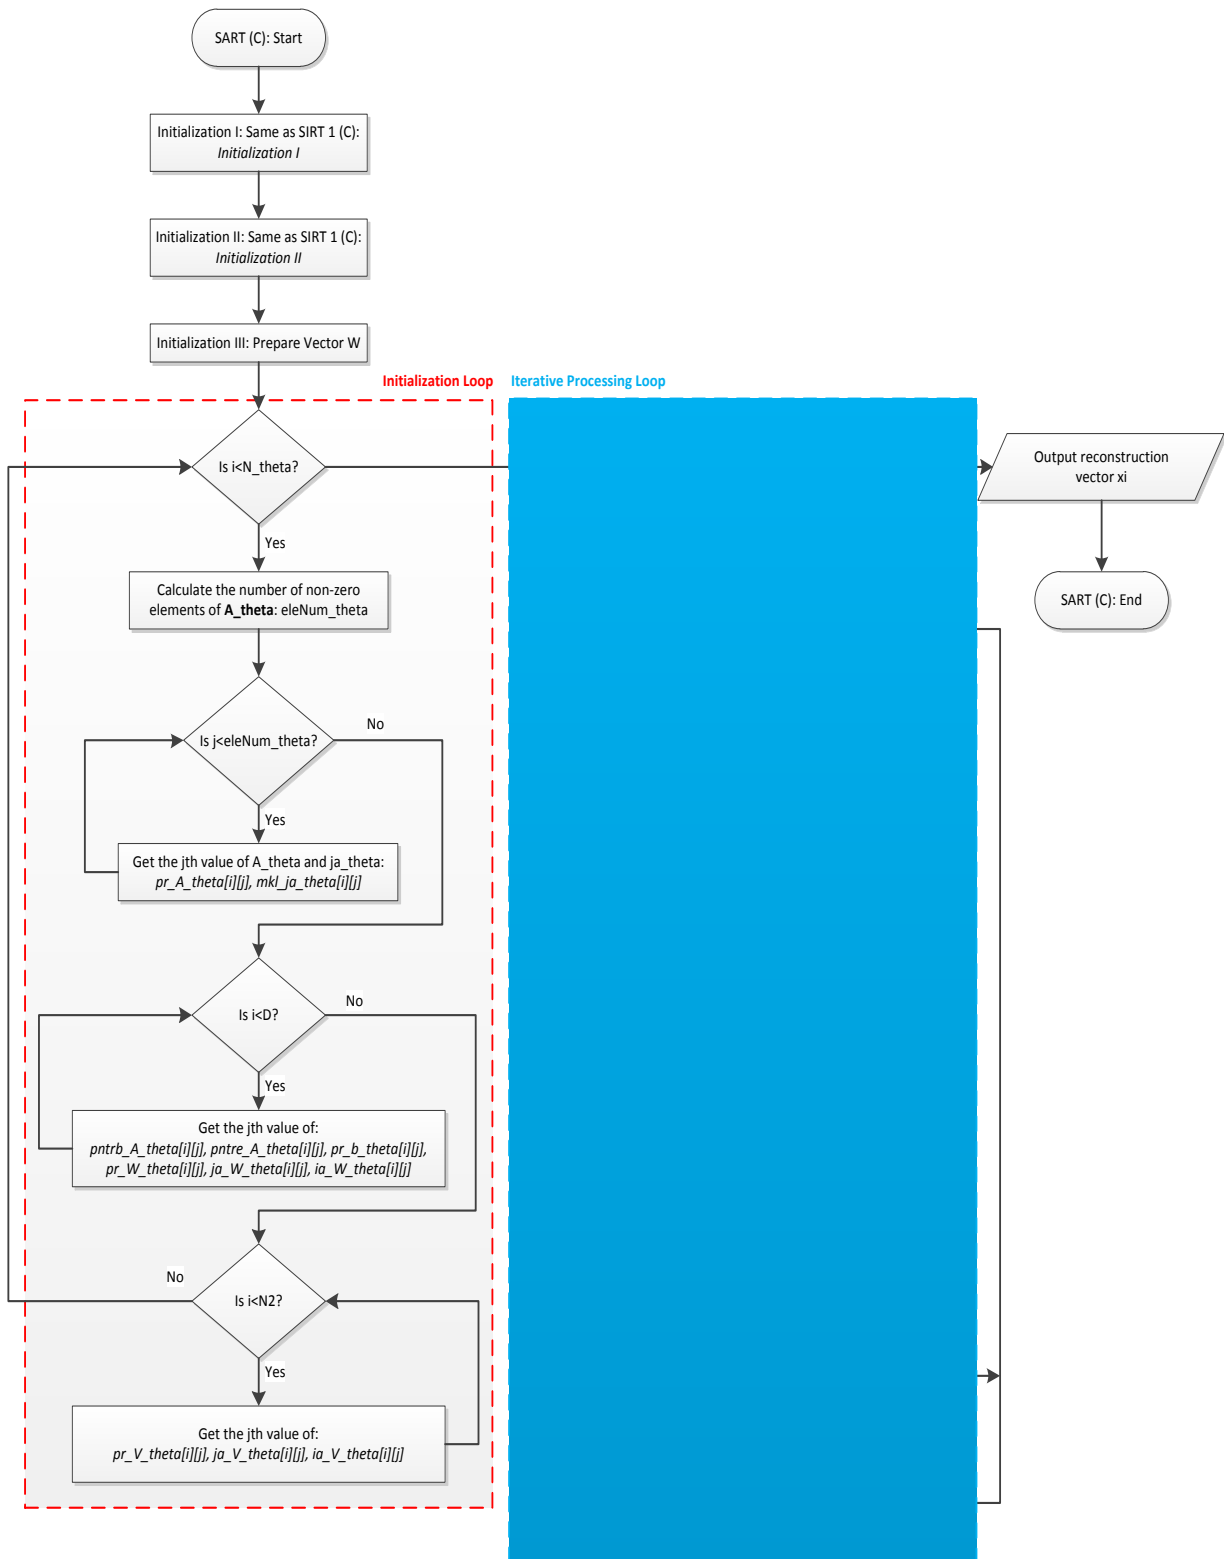 SART (C): Start
Initialization I: Same as SIRT 1 (C):
Initialization I
Initialization II: Same as SIRT 1 (C):
Initialization II
Initialization III: Prepare Vector W
Initialization Loop
Iterative Processing Loop
Is i<N_theta?
Output reconstruction
vector xi
Yes
Calculate the number of non-zero
elements of A_theta: eleNum_theta
SART (C): End
No
Is j<eleNum_theta?
Yes
Get the jth value of A_theta and ja_theta:
pr_A_theta[i][j], mkl_ja_theta[i][j]
No
Is i<D?
Yes
Get the jth value of:
pntrb_A_theta[i][j], pntre_A_theta[i][j], pr_b_theta[i][j],
pr_W_theta[i][j], ja_W_theta[i][j], ia_W_theta[i][j]
No
Is i<N2?
Yes
Get the jth value of:
pr_V_theta[i][j], ja_V_theta[i][j], ia_V_theta[i][j]